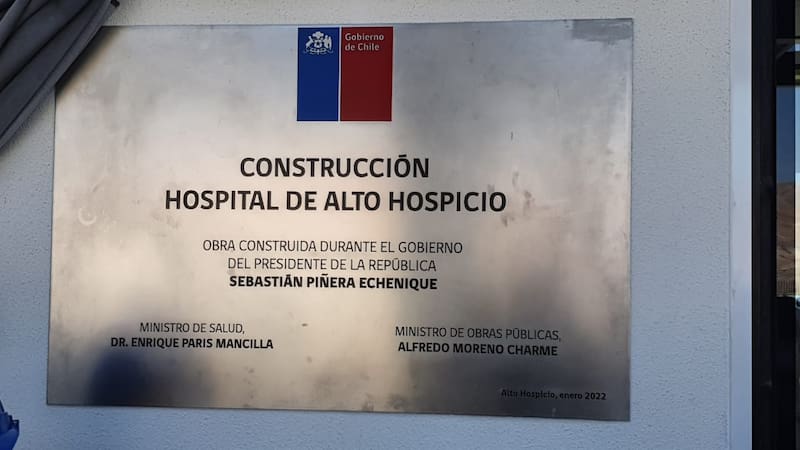 Gobierno
de Chile
CONSTRUCCIÓN
HOSPITAL DE ALTO HOSPICIO
OBRA CONSTRUIDA DURANTE EL GOBIERNO
DEL PRESIDENTE DE LA REPÚBLICA
SEBASTIÁN PIÑERA ECHENIQUE
MINISTRO DE SALUD,
DR. ENRIQUE PARIS MANCILLA
MINISTRO DE OBRAS PÚBLICAS,
ALFREDO MORENO CHARME
Alto Hospicio, enero 2022